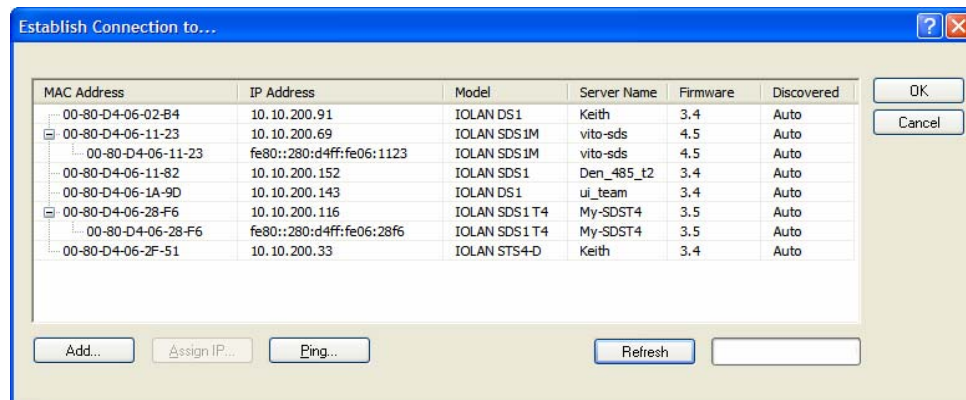 Establish Connection to...
MAC Address IP Address Model Server Name Firmware Discovered
00-80-D4-06-02-B4 10.10.200.91 IOLAN DS1 Keith 3.4 Auto
00-80-D4-06-11-23 10.10.200.69 IOLAN SDS1M vito-sds 4.5 Auto
00-80-D4-06-11-23 fe80::280:d4ff:fe06:1123 IOLAN SDS1M vito-sds 4.5 Auto
00-80-D4-06-11-82 10.10.200.152 IOLAN SDS1 Den_485_t2 3.4 Auto
00-80-D4-06-1A-9D 10.10.200.143 IOLAN DS1 ui_team 3.4 Auto
00-80-D4-06-28-F6 10.10.200.116 IOLAN SDS1 T4 My-SDST4 3.5 Auto
00-80-D4-06-28-F6 fe80::280:d4ff:fe06:28f6 IOLAN SDS1 T4 My-SDST4 3.5 Auto
00-80-D4-06-2F-51 10.10.200.33 IOLAN STS4-D Keith 3.4 Auto
OK
Cancel
Add... Assign IP... Ping... Refresh